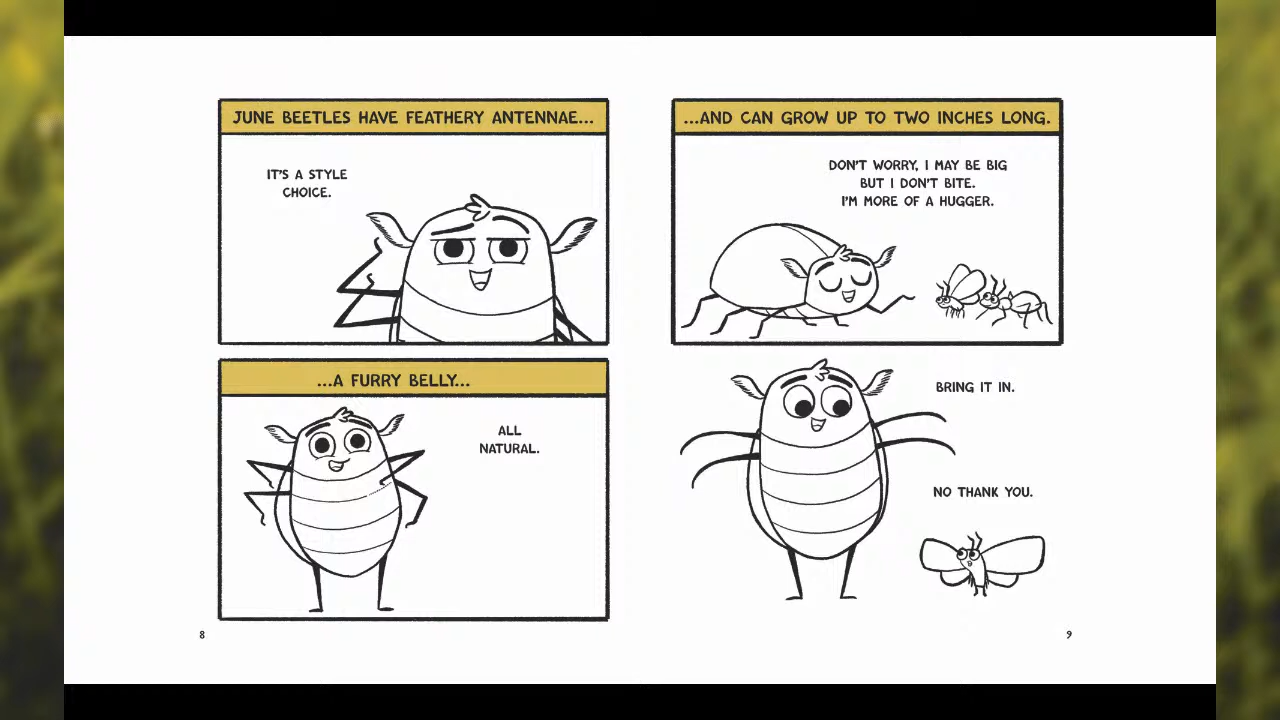 JUNE BEETLES HAVE FEATHERY ANTENNAE...
IT'S A STYLE
CHOICE.
...A FURRY BELLY...
ALL
NATURAL.
8
...AND CAN GROW UP TO TWO INCHES LONG.
DON'T WORRY, I MAY BE BIG
BUT I DON'T BITE.
I'M MORE OF A HUGGER.
BRING IT IN.
NO THANK YOU.
9